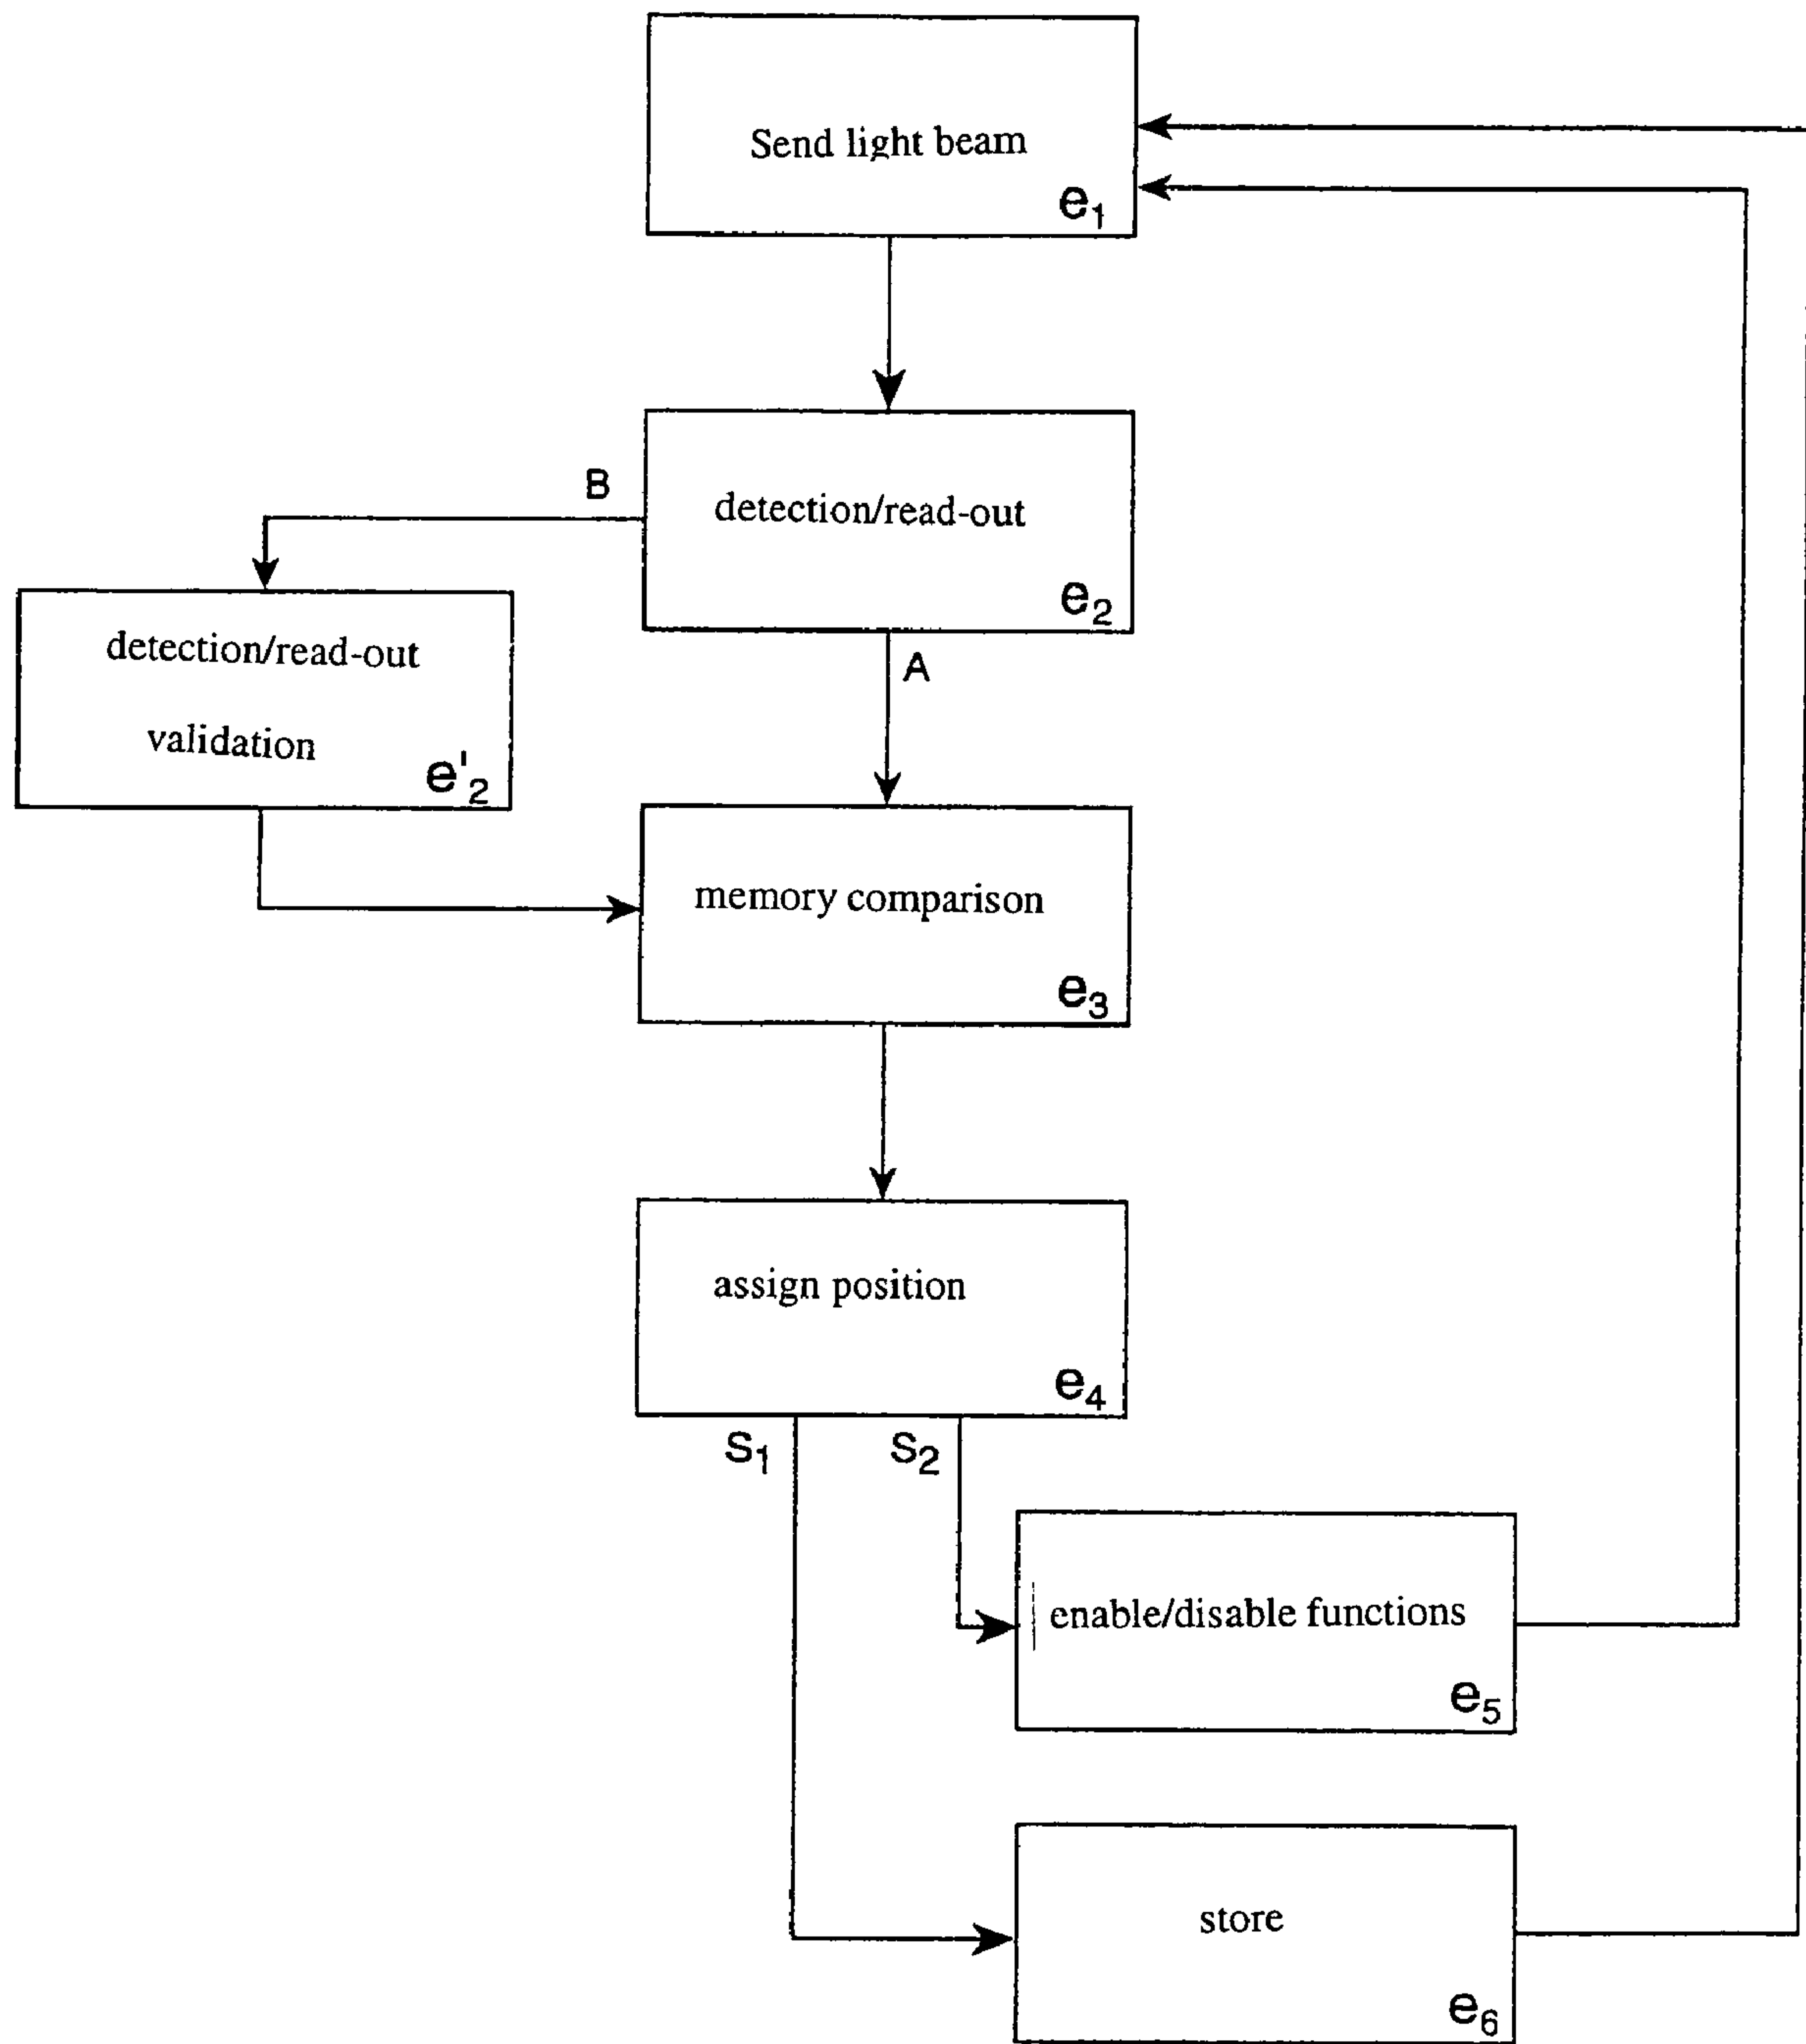 Send light beam
e₁
B
detection/read-out
e₂
detection/read-out
validation
e'₂
A
memory comparison
e₃
assign position
e₄
S₁
S₂
enable/disable functions
e₅
store
e₆